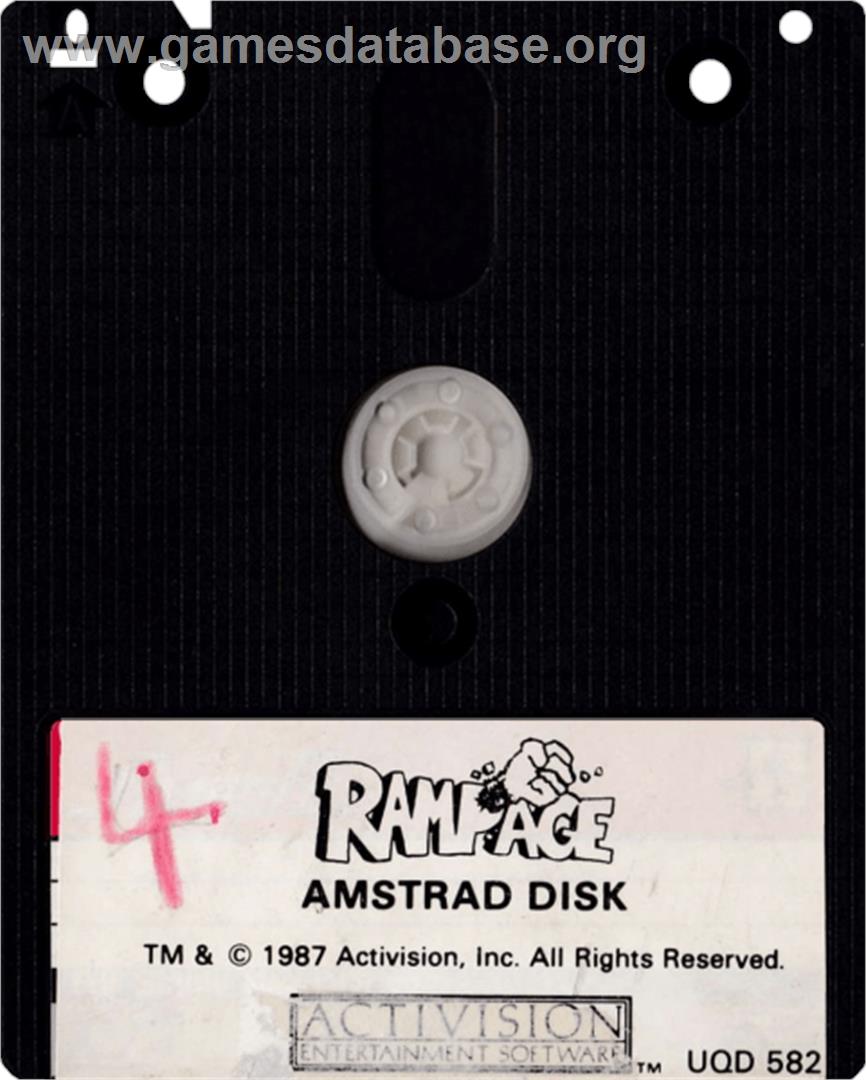 www.gamesdatabase.org
4
RAMPAGE
AMSTRAD DISK
TM & © 1987 Activision, Inc. All Rights Reserved.
ACTIVISION
ENTERTAINMENT SOFTWARE
TM UQD 582